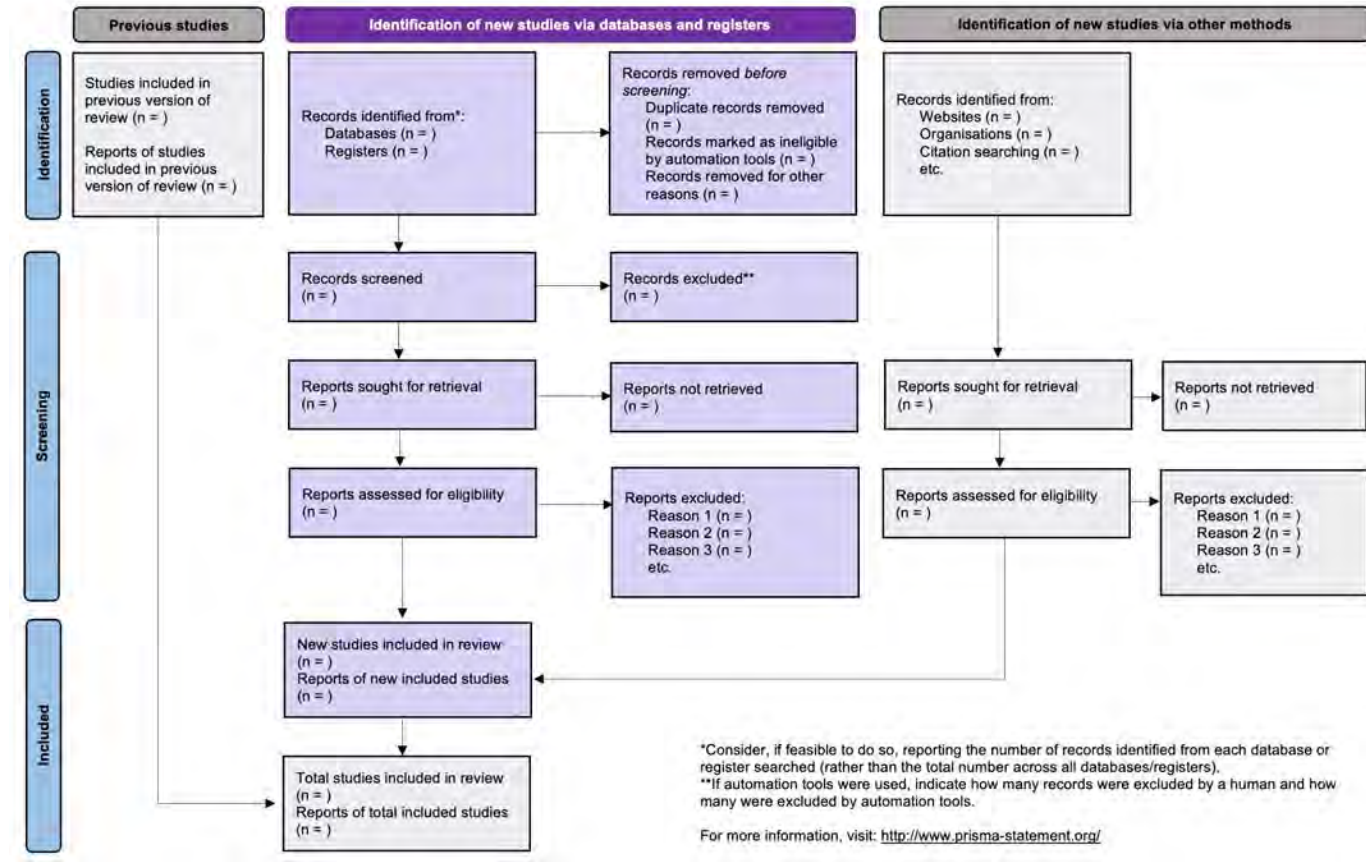 Previous studies
Identification of new studies via databases and registers
Identification of new studies via other methods
Identification
Studies included in
previous version of
review (n = )
Reports of studies
included in previous
version of review (n = )
Records identified from*:
Databases (n = )
Registers (n = )
Records removed before
screening:
Duplicate records removed
(n = )
Records marked as ineligible
by automation tools (n = )
Records removed for other
reasons (n = )
Records identified from:
Websites (n = )
Organisations (n = )
Citation searching (n = )
etc.
Screening
Records screened
(n = )
Records excluded**
(n = )
Reports sought for retrieval
(n = )
Reports not retrieved
(n = )
Reports sought for retrieval
(n = )
Reports not retrieved
(n = )
Reports assessed for eligibility
(n = )
Reports excluded:
Reason 1 (n = )
Reason 2 (n = )
Reason 3 (n = )
etc.
Reports assessed for eligibility
(n = )
Reports excluded:
Reason 1 (n = )
Reason 2 (n = )
Reason 3 (n = )
etc.
Included
New studies included in review
(n = )
Reports of new included studies
(n = )
Total studies included in review
(n = )
Reports of total included studies
(n = )
*Consider, if feasible to do so, reporting the number of records identified from each database or
register searched (rather than the total number across all databases/registers).
**If automation tools were used, indicate how many records were excluded by a human and how
many were excluded by automation tools.
For more information, visit: http://www.prisma-statement.org/